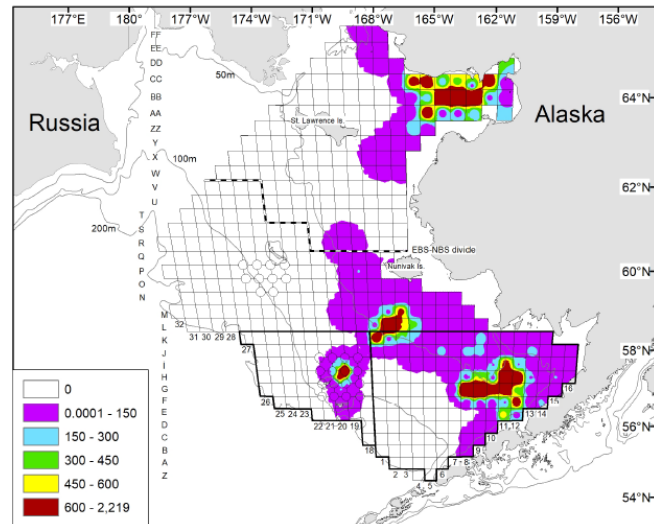 177°E 180° 177°W 174°W 171°W 168°W 165°W 162°W 159°W 156°W
FF
EE
DD
CC
BB
AA
ZZ
Y
X
W
V
U
T
S
R
Q
P
O
N
M
L
K
J
I
H
G
F
E
D
C
B
A
Z
50m
100m
200m
Russia
Alaska
St. Lawrence Is.
EBS-NBS divide
Nunivak Is.
64°N
62°N
60°N
58°N
56°N
54°N
32 31 30 29 28
27
26 25 24 23
22 21 20 19
18
1 2 3 4 5 6
7 8 9 10
11 12 13 14 15 16
0
0.0001 - 150
150 - 300
300 - 450
450 - 600
600 - 2,219